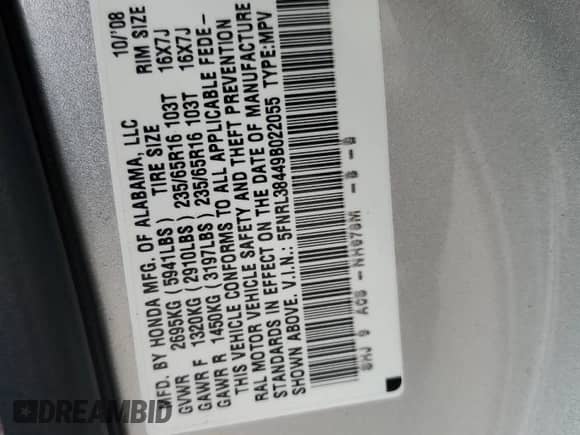 MFD. BY HONDA MFG. OF ALABAMA, LLC 10/'08
GVWR 2695KG (5941LBS) TIRE SIZE RIM SIZE
GAWR F 1320KG (2910LBS) 235/65R16 103T 16X7J
GAWR R 1450KG (3197LBS) 235/65R16 103T 16X7J
THIS VEHICLE CONFORMS TO ALL APPLICABLE FEDE-
RAL MOTOR VEHICLE SAFETY AND THEFT PREVENTION
STANDARDS IN EFFECT ON THE DATE OF MANUFACTURE
SHOWN ABOVE. V.I.N.: 5FNRL38449B022055 TYPE:MPV
DREAMBID